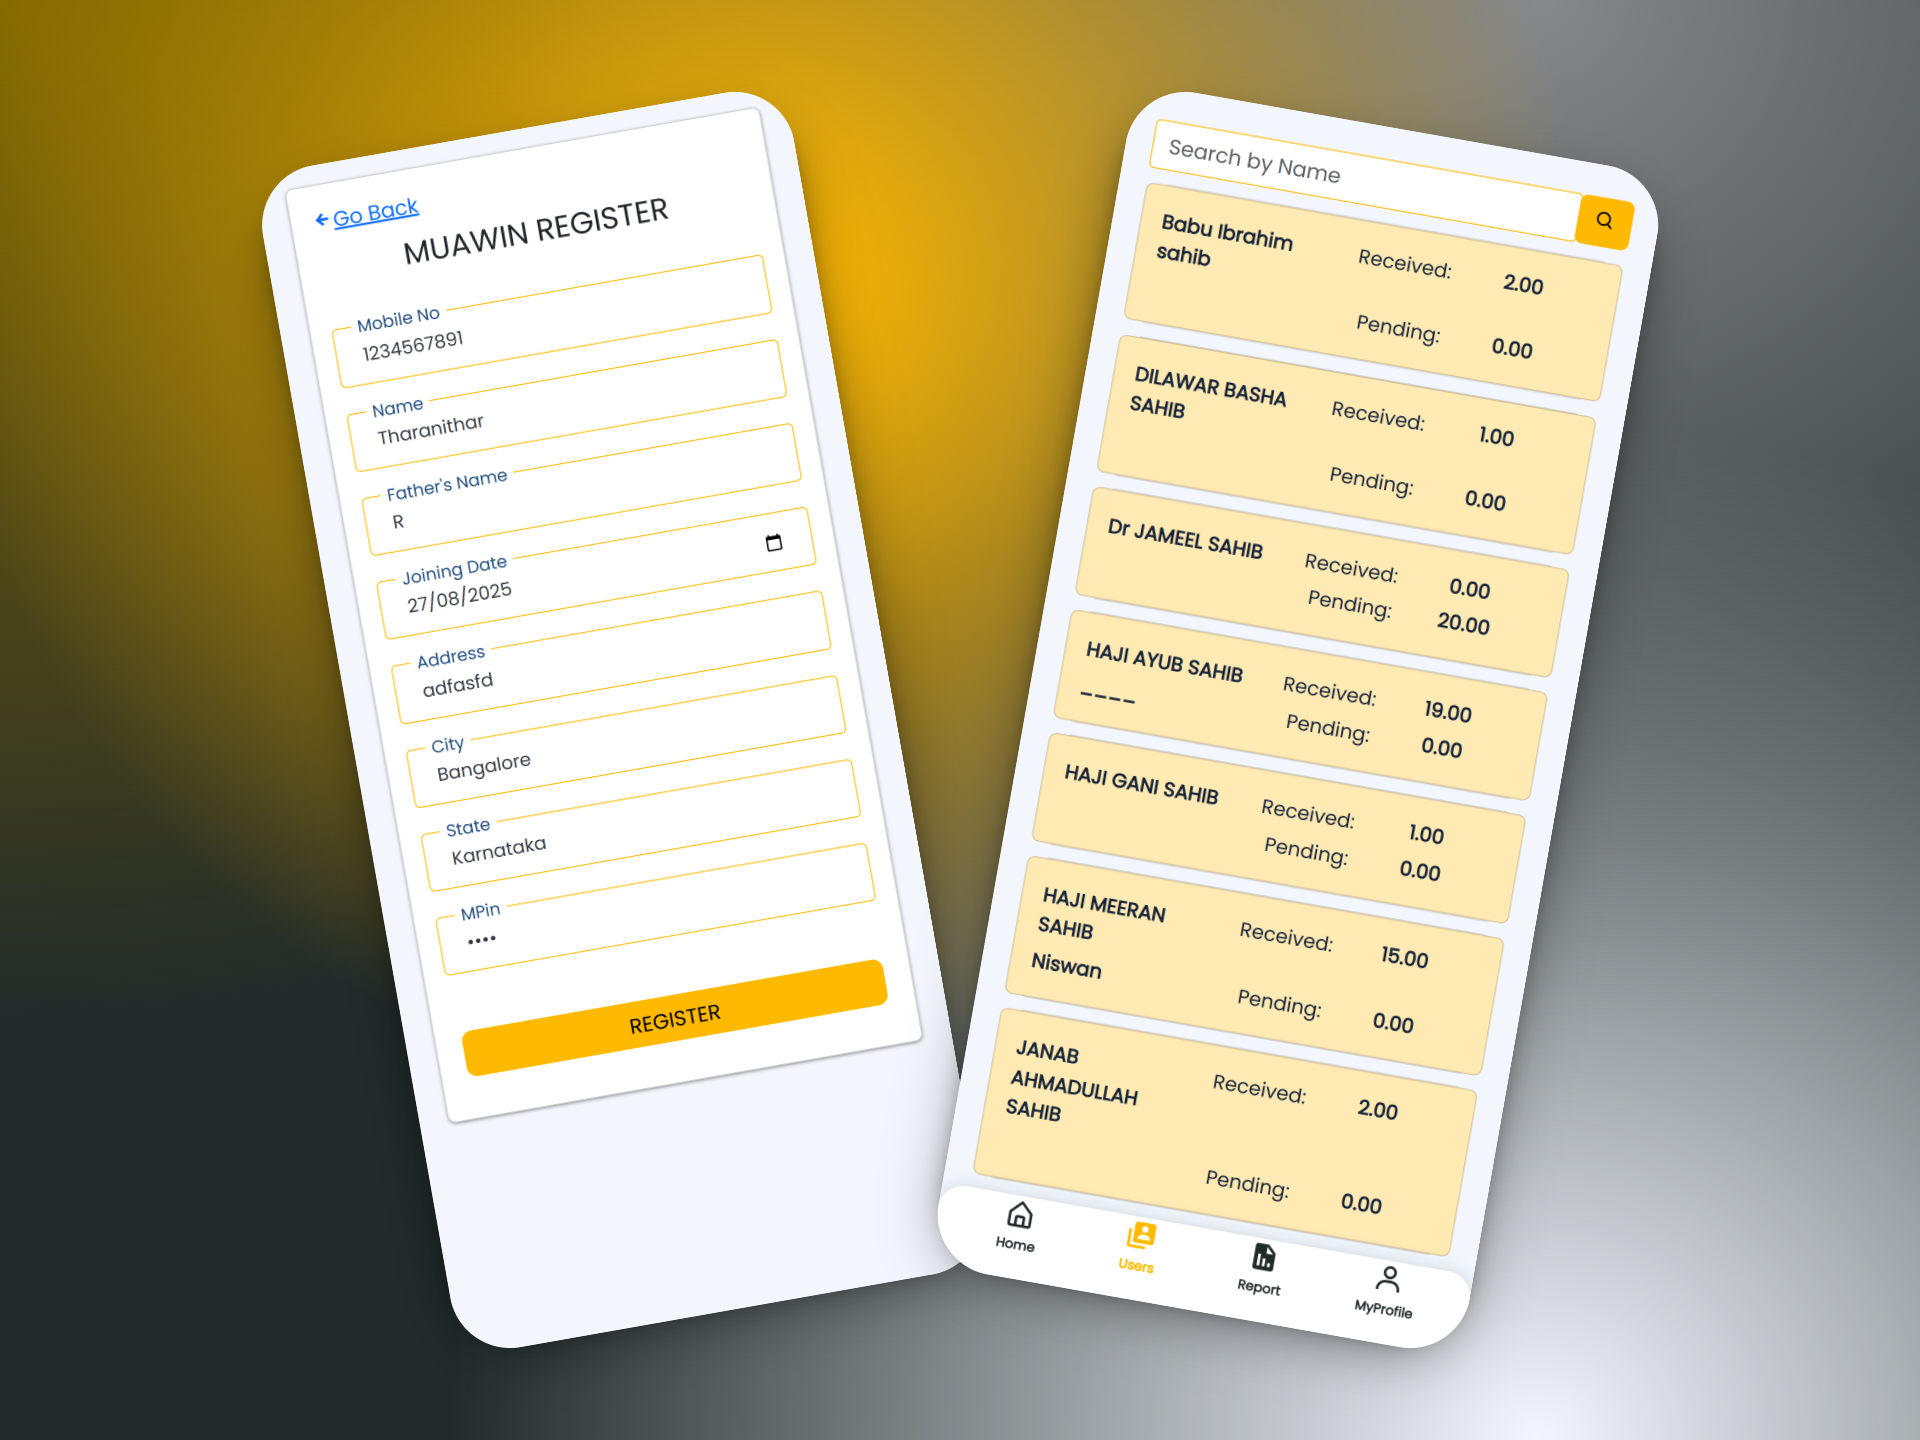 Go Back
MUAWIN REGISTER
Mobile No
1234567891
Name
Tharanithar
Father's Name
R
Joining Date
27/08/2025
Address
adfasfd
City
Bangalore
State
Karnataka
MPin
••••
REGISTER
Search by Name
Babu Ibrahim
sahib
Received: 2.00
Pending: 0.00
DILAWAR BASHA
SAHIB
Received: 1.00
Pending: 0.00
Dr JAMEEL SAHIB
Received: 0.00
Pending: 20.00
HAJI AYUB SAHIB
----
Received: 19.00
Pending: 0.00
HAJI GANI SAHIB
Received: 1.00
Pending: 0.00
HAJI MEERAN
SAHIB
Niswan
Received: 15.00
Pending: 0.00
JANAB
AHMADULLAH
SAHIB
Received: 2.00
Pending: 0.00
Home
Users
Report
MyProfile